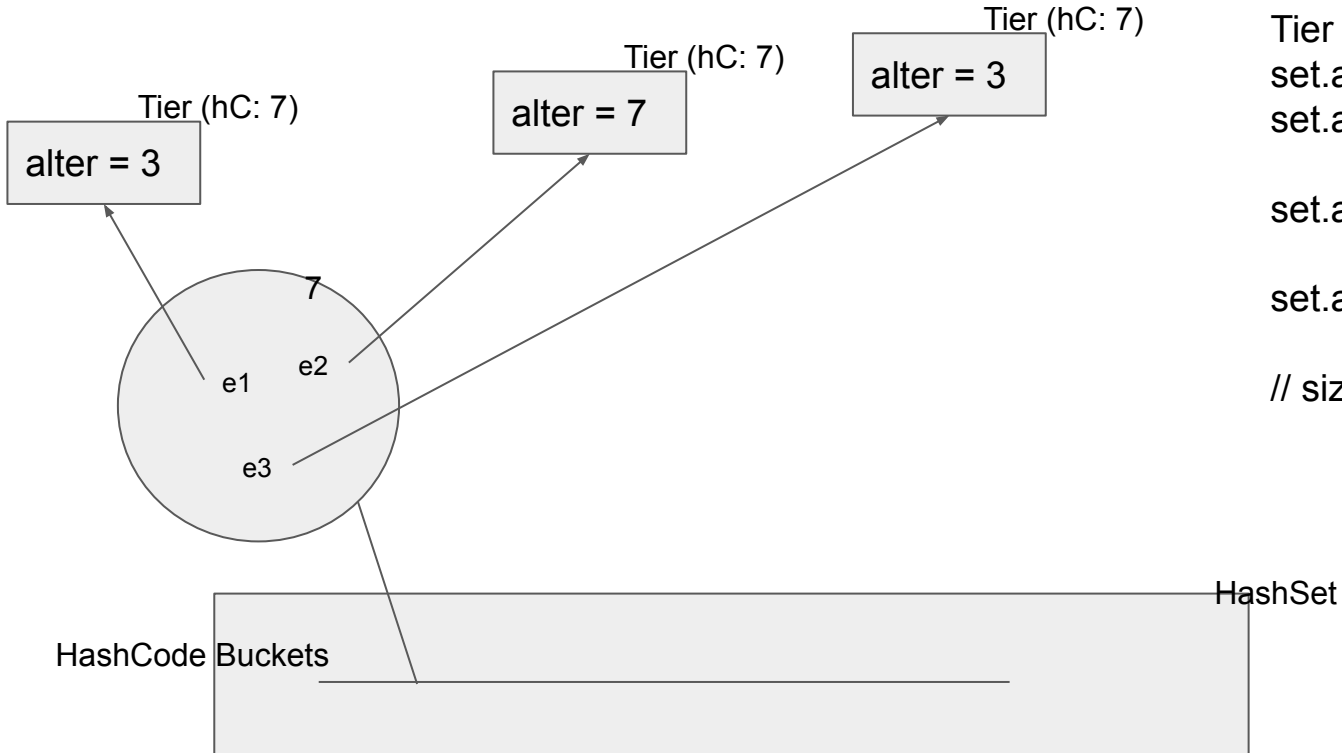 Tier (hC: 7)
alter = 3
Tier (hC: 7)
alter = 7
Tier (hC: 7)
alter = 3
7
e1
e2
e3
HashCode Buckets
HashSet
Tier
set.a
set.a
set.a
set.a
// siz